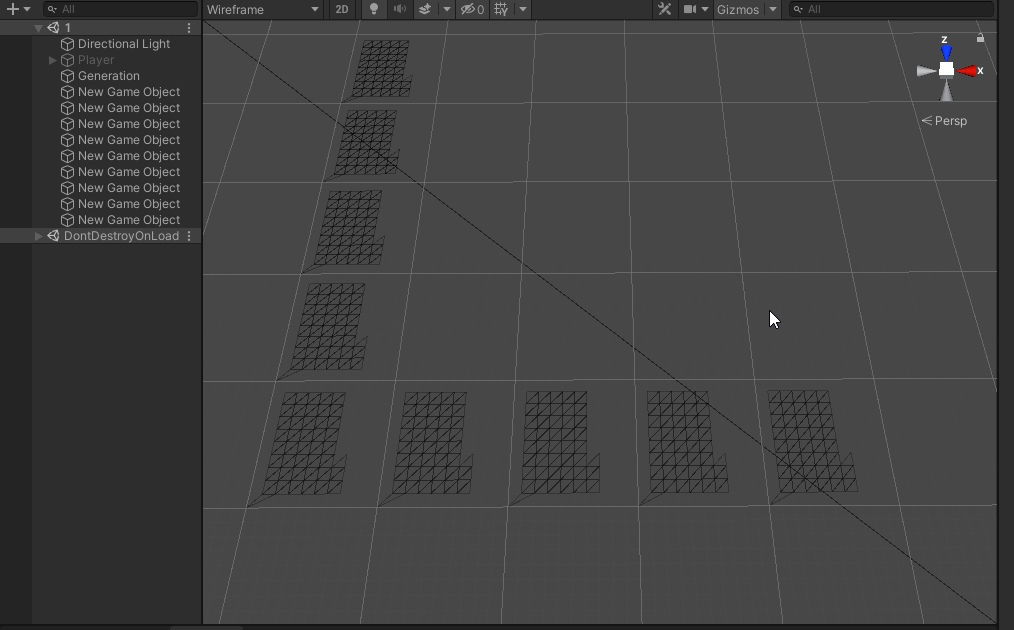 All
Wireframe
2D
0
Gizmos
All
1
Directional Light
Player
Generation
New Game Object
New Game Object
New Game Object
New Game Object
New Game Object
New Game Object
New Game Object
New Game Object
New Game Object
DontDestroyOnLoad
z
x
Persp